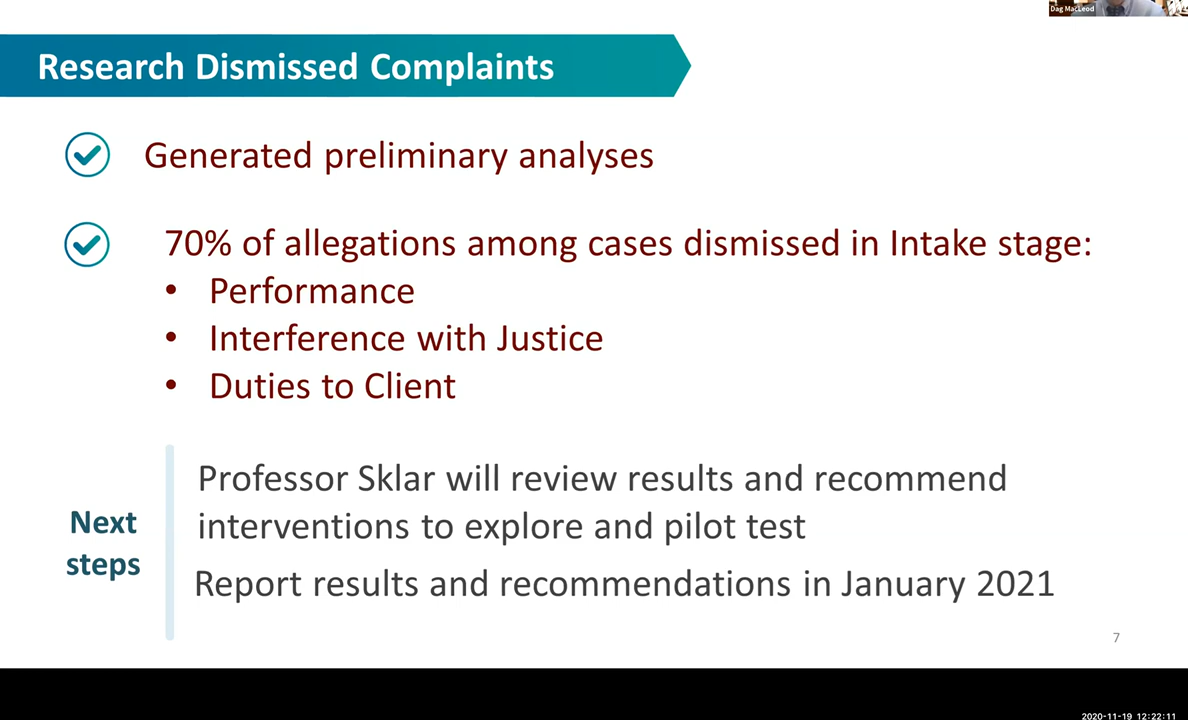 Dag MacLeod
Research Dismissed Complaints
Generated preliminary analyses
70% of allegations among cases dismissed in Intake stage:
• Performance
• Interference with Justice
• Duties to Client
Next
steps
Professor Sklar will review results and recommend
interventions to explore and pilot test
Report results and recommendations in January 2021
7
2020-11-19 12:22:11